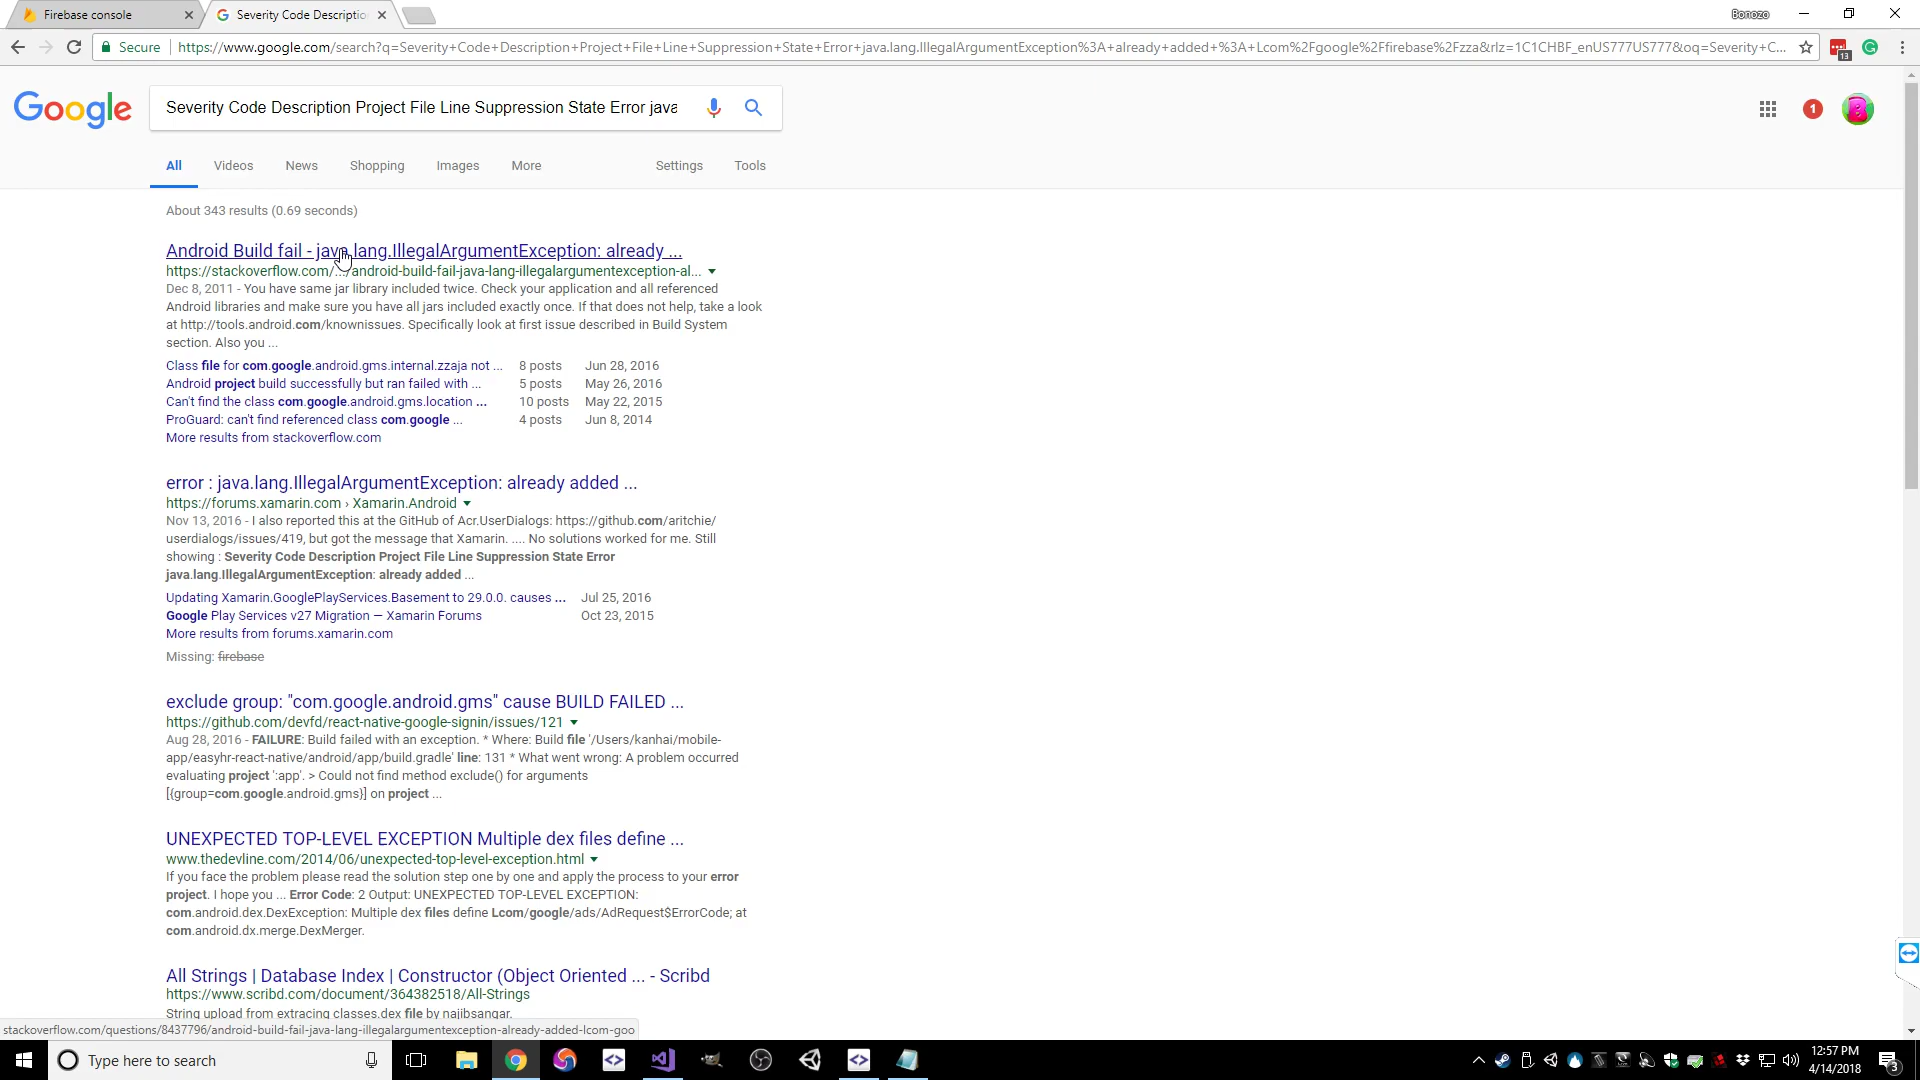 Firebase console
Severity Code Descriptio
Bonozo
Secure
https://www.google.com/search?q=Severity+Code+Description+Project+File+Line+Suppression+State+Error+java.lang.IllegalArgumentException%3A+already+added+%3A+Lcom%2Fgoogle%2Ffirebase%2Fzza&rlz=1C1CHBF_enUS777US777&oq=Severity+C...
13
Google
Severity Code Description Project File Line Suppression State Error java
1
All Videos News Shopping Images More Settings Tools
About 343 results (0.69 seconds)
Android Build fail - java.lang.IllegalArgumentException: already ...
https://stackoverflow.com/.../android-build-fail-java-lang-illegalargumentexception-al...
Dec 8, 2011 - You have same jar library included twice. Check your application and all referenced
Android libraries and make sure you have all jars included exactly once. If that does not help, take a look
at http://tools.android.com/knownissues. Specifically look at first issue described in Build System
section. Also you ...
Class file for com.google.android.gms.internal.zzaja not ... 8 posts Jun 28, 2016
Android project build successfully but ran failed with ... 5 posts May 26, 2016
Can't find the class com.google.android.gms.location ... 10 posts May 22, 2015
ProGuard: can't find referenced class com.google ... 4 posts Jun 8, 2014
More results from stackoverflow.com
error : java.lang.IllegalArgumentException: already added ...
https://forums.xamarin.com › Xamarin.Android
Nov 13, 2016 - I also reported this at the GitHub of Acr.UserDialogs: https://github.com/aritchie/
userdialogs/issues/419, but got the message that Xamarin. .... No solutions worked for me. Still
showing : Severity Code Description Project File Line Suppression State Error
java.lang.IllegalArgumentException: already added ...
Updating Xamarin.GooglePlayServices.Basement to 29.0.0. causes ... Jul 25, 2016
Google Play Services v27 Migration — Xamarin Forums Oct 23, 2015
More results from forums.xamarin.com
Missing: firebase
exclude group: "com.google.android.gms" cause BUILD FAILED ...
https://github.com/devfd/react-native-google-signin/issues/121
Aug 28, 2016 - FAILURE: Build failed with an exception. * Where: Build file '/Users/kanhai/mobile-
app/easyhr-react-native/android/app/build.gradle' line: 131 * What went wrong: A problem occurred
evaluating project ':app'. > Could not find method exclude() for arguments
[{group=com.google.android.gms}] on project ...
UNEXPECTED TOP-LEVEL EXCEPTION Multiple dex files define ...
www.thedevline.com/2014/06/unexpected-top-level-exception.html
If you face the problem please read the solution step one by one and apply the process to your error
project. I hope you ... Error Code: 2 Output: UNEXPECTED TOP-LEVEL EXCEPTION:
com.android.dex.DexException: Multiple dex files define Lcom/google/ads/AdRequest$ErrorCode; at
com.android.dx.merge.DexMerger.
All Strings | Database Index | Constructor (Object Oriented ... - Scribd
https://www.scribd.com/document/364382518/All-Strings
String upload from extracing classes.dex file by najibsangar.
stackoverflow.com/questions/8437796/android-build-fail-java-lang-illegalargumentexception-already-added-lcom-goo
Type here to search
12:57 PM
4/14/2018
3